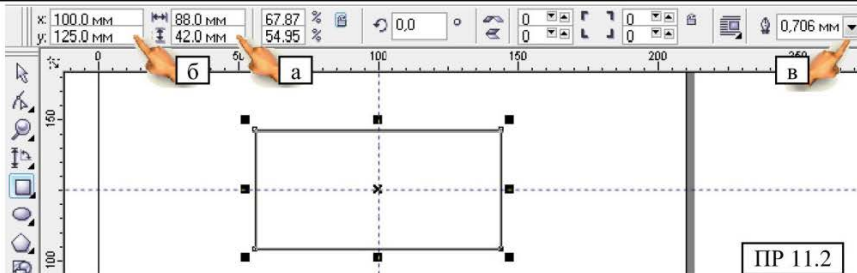 x: 100.0 мм 88.0 мм 67.87 % 0,0 ° 0 0 0,706 мм
y: 125.0 мм 42.0 мм 54.95 % 0 0
б а в
0 50 100 150 200 250
150
100
ПР 11.2